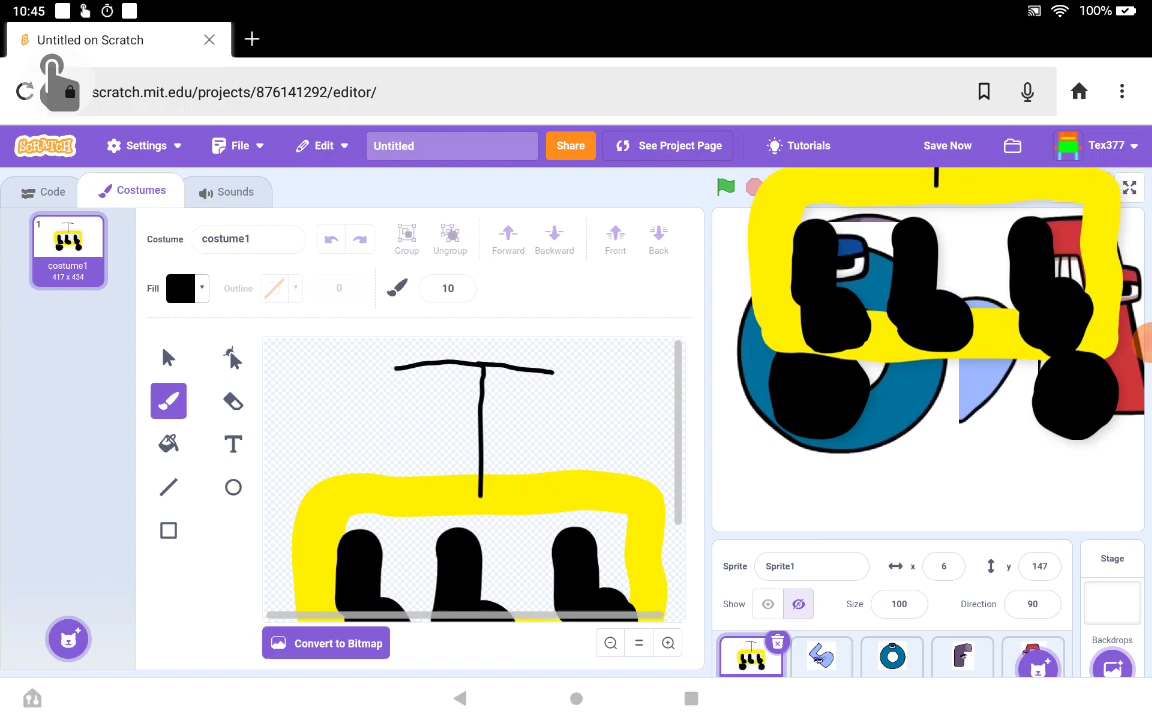 10:45
100%
Untitled on Scratch
scratch.mit.edu/projects/876141292/editor/
SCRATCH
Settings
File
Edit
Untitled
Share
See Project Page
Tutorials
Save Now
Tex377
Code
Costumes
Sounds
1
costume1
417 x 434
Costume
costume1
Group
Ungroup
Forward
Backward
Front
Back
Fill
Outline
0
10
T
Convert to Bitmap
Sprite
Sprite1
x
6
y
147
Show
Size
100
Direction
90
Stage
Backdrops